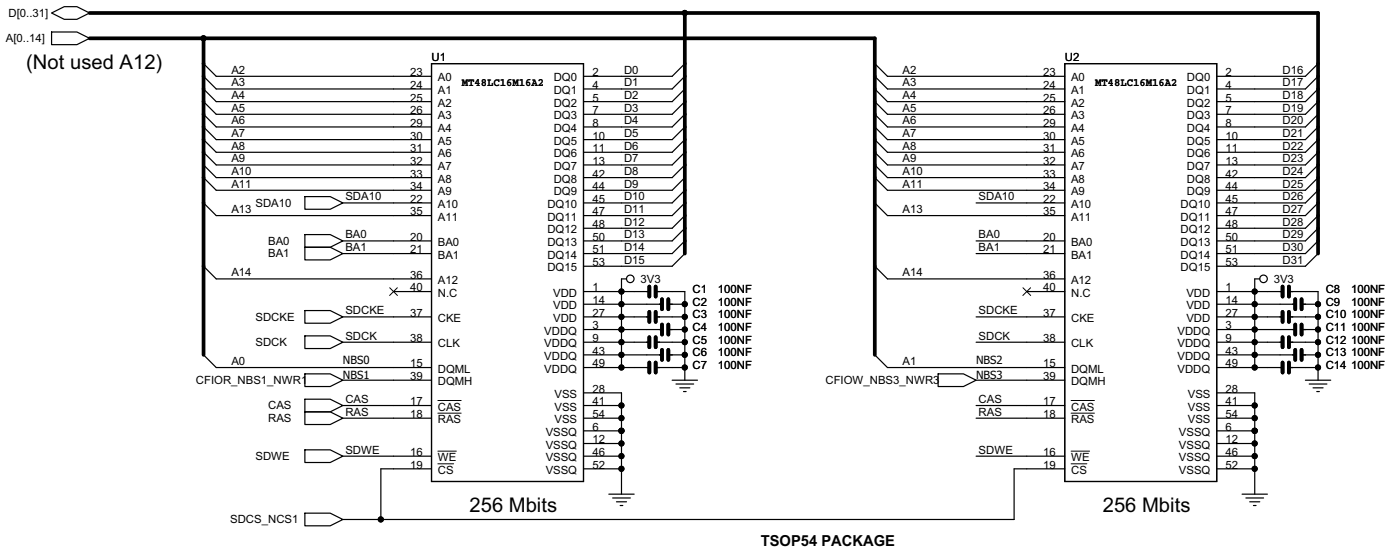 D[0..31]
A[0..14]
(Not used A12)
U1
MT48LC16M16A2
A2 23 A0 DQ0 2 D0
A3 24 A1 DQ1 4 D1
A4 25 A2 DQ2 5 D2
A5 26 A3 DQ3 7 D3
A6 29 A4 DQ4 8 D4
A7 30 A5 DQ5 10 D5
A8 31 A6 DQ6 11 D6
A9 32 A7 DQ7 13 D7
A10 33 A8 DQ8 42 D8
A11 34 A9 DQ9 44 D9
SDA10 SDA10 22 A10 DQ10 45 D10
A13 35 A11 DQ11 47 D11
DQ12 48 D12
BA0 BA0 20 BA0 DQ13 50 D13
BA1 BA1 21 BA1 DQ14 51 D14
DQ15 53 D15
A14 36 A12
40 N.C
3V3
VDD 1 C1 100NF
VDD 14 C2 100NF
SDCKE SDCKE 37 CKE VDD 27 C3 100NF
VDDQ 3 C4 100NF
SDCK SDCK 38 CLK VDDQ 9 C5 100NF
VDDQ 43 C6 100NF
A0 NBS0 15 DQML VDDQ 49 C7 100NF
CFIOR_NBS1_NWR1 NBS1 39 DQMH
VSS 28
CAS CAS 17 CAS VSS 41
RAS RAS 18 RAS VSS 54
VSSQ 6
VSSQ 12
SDWE SDWE 16 WE VSSQ 46
19 CS VSSQ 52
256 Mbits
SDCS_NCS1
U2
MT48LC16M16A2
A2 23 A0 DQ0 2 D16
A3 24 A1 DQ1 4 D17
A4 25 A2 DQ2 5 D18
A5 26 A3 DQ3 7 D19
A6 29 A4 DQ4 8 D20
A7 30 A5 DQ5 10 D21
A8 31 A6 DQ6 11 D22
A9 32 A7 DQ7 13 D23
A10 33 A8 DQ8 42 D24
A11 34 A9 DQ9 44 D25
SDA10 22 A10 DQ10 45 D26
A13 35 A11 DQ11 47 D27
DQ12 48 D28
BA0 20 BA0 DQ13 50 D29
BA1 21 BA1 DQ14 51 D30
DQ15 53 D31
A14 36 A12
40 N.C
3V3
VDD 1 C8 100NF
VDD 14 C9 100NF
SDCKE 37 CKE VDD 27 C10 100NF
VDDQ 3 C11 100NF
SDCK 38 CLK VDDQ 9 C12 100NF
VDDQ 43 C13 100NF
A1 NBS2 15 DQML VDDQ 49 C14 100NF
CFIOW_NBS3_NWR3 NBS3 39 DQMH
VSS 28
CAS 17 CAS VSS 41
RAS 18 RAS VSS 54
VSSQ 6
VSSQ 12
SDWE 16 WE VSSQ 46
19 CS VSSQ 52
256 Mbits
TSOP54 PACKAGE